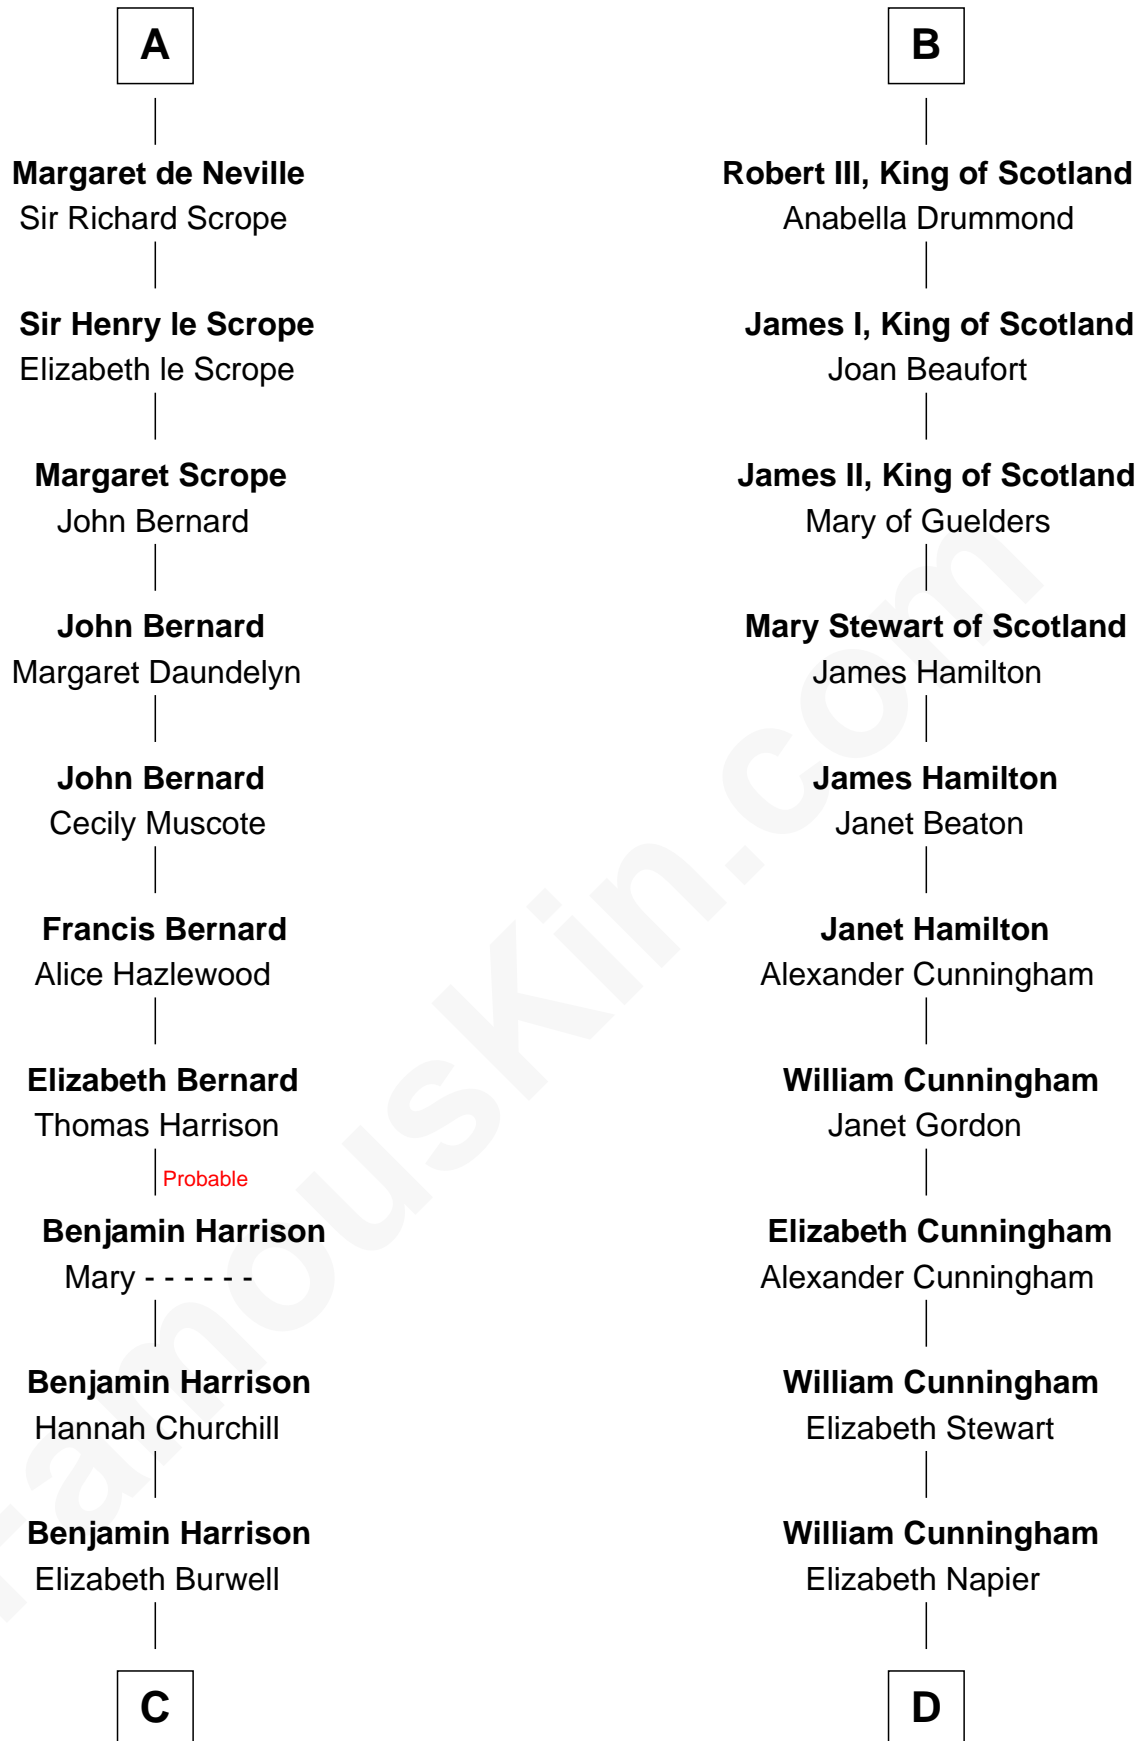 A
Margaret de Neville
Sir Richard Scrope
Sir Henry le Scrope
Elizabeth le Scrope
Margaret Scrope
John Bernard
John Bernard
Margaret Daundelyn
John Bernard
Cecily Muscote
Francis Bernard
Alice Hazlewood
Elizabeth Bernard
Thomas Harrison
Probable
Benjamin Harrison
Mary - - - - - -
Benjamin Harrison
Hannah Churchill
Benjamin Harrison
Elizabeth Burwell
C
B
Robert III, King of Scotland
Anabella Drummond
James I, King of Scotland
Joan Beaufort
James II, King of Scotland
Mary of Guelders
Mary Stewart of Scotland
James Hamilton
James Hamilton
Janet Beaton
Janet Hamilton
Alexander Cunningham
William Cunningham
Janet Gordon
Elizabeth Cunningham
Alexander Cunningham
William Cunningham
Elizabeth Stewart
William Cunningham
Elizabeth Napier
D
FamousKin.com